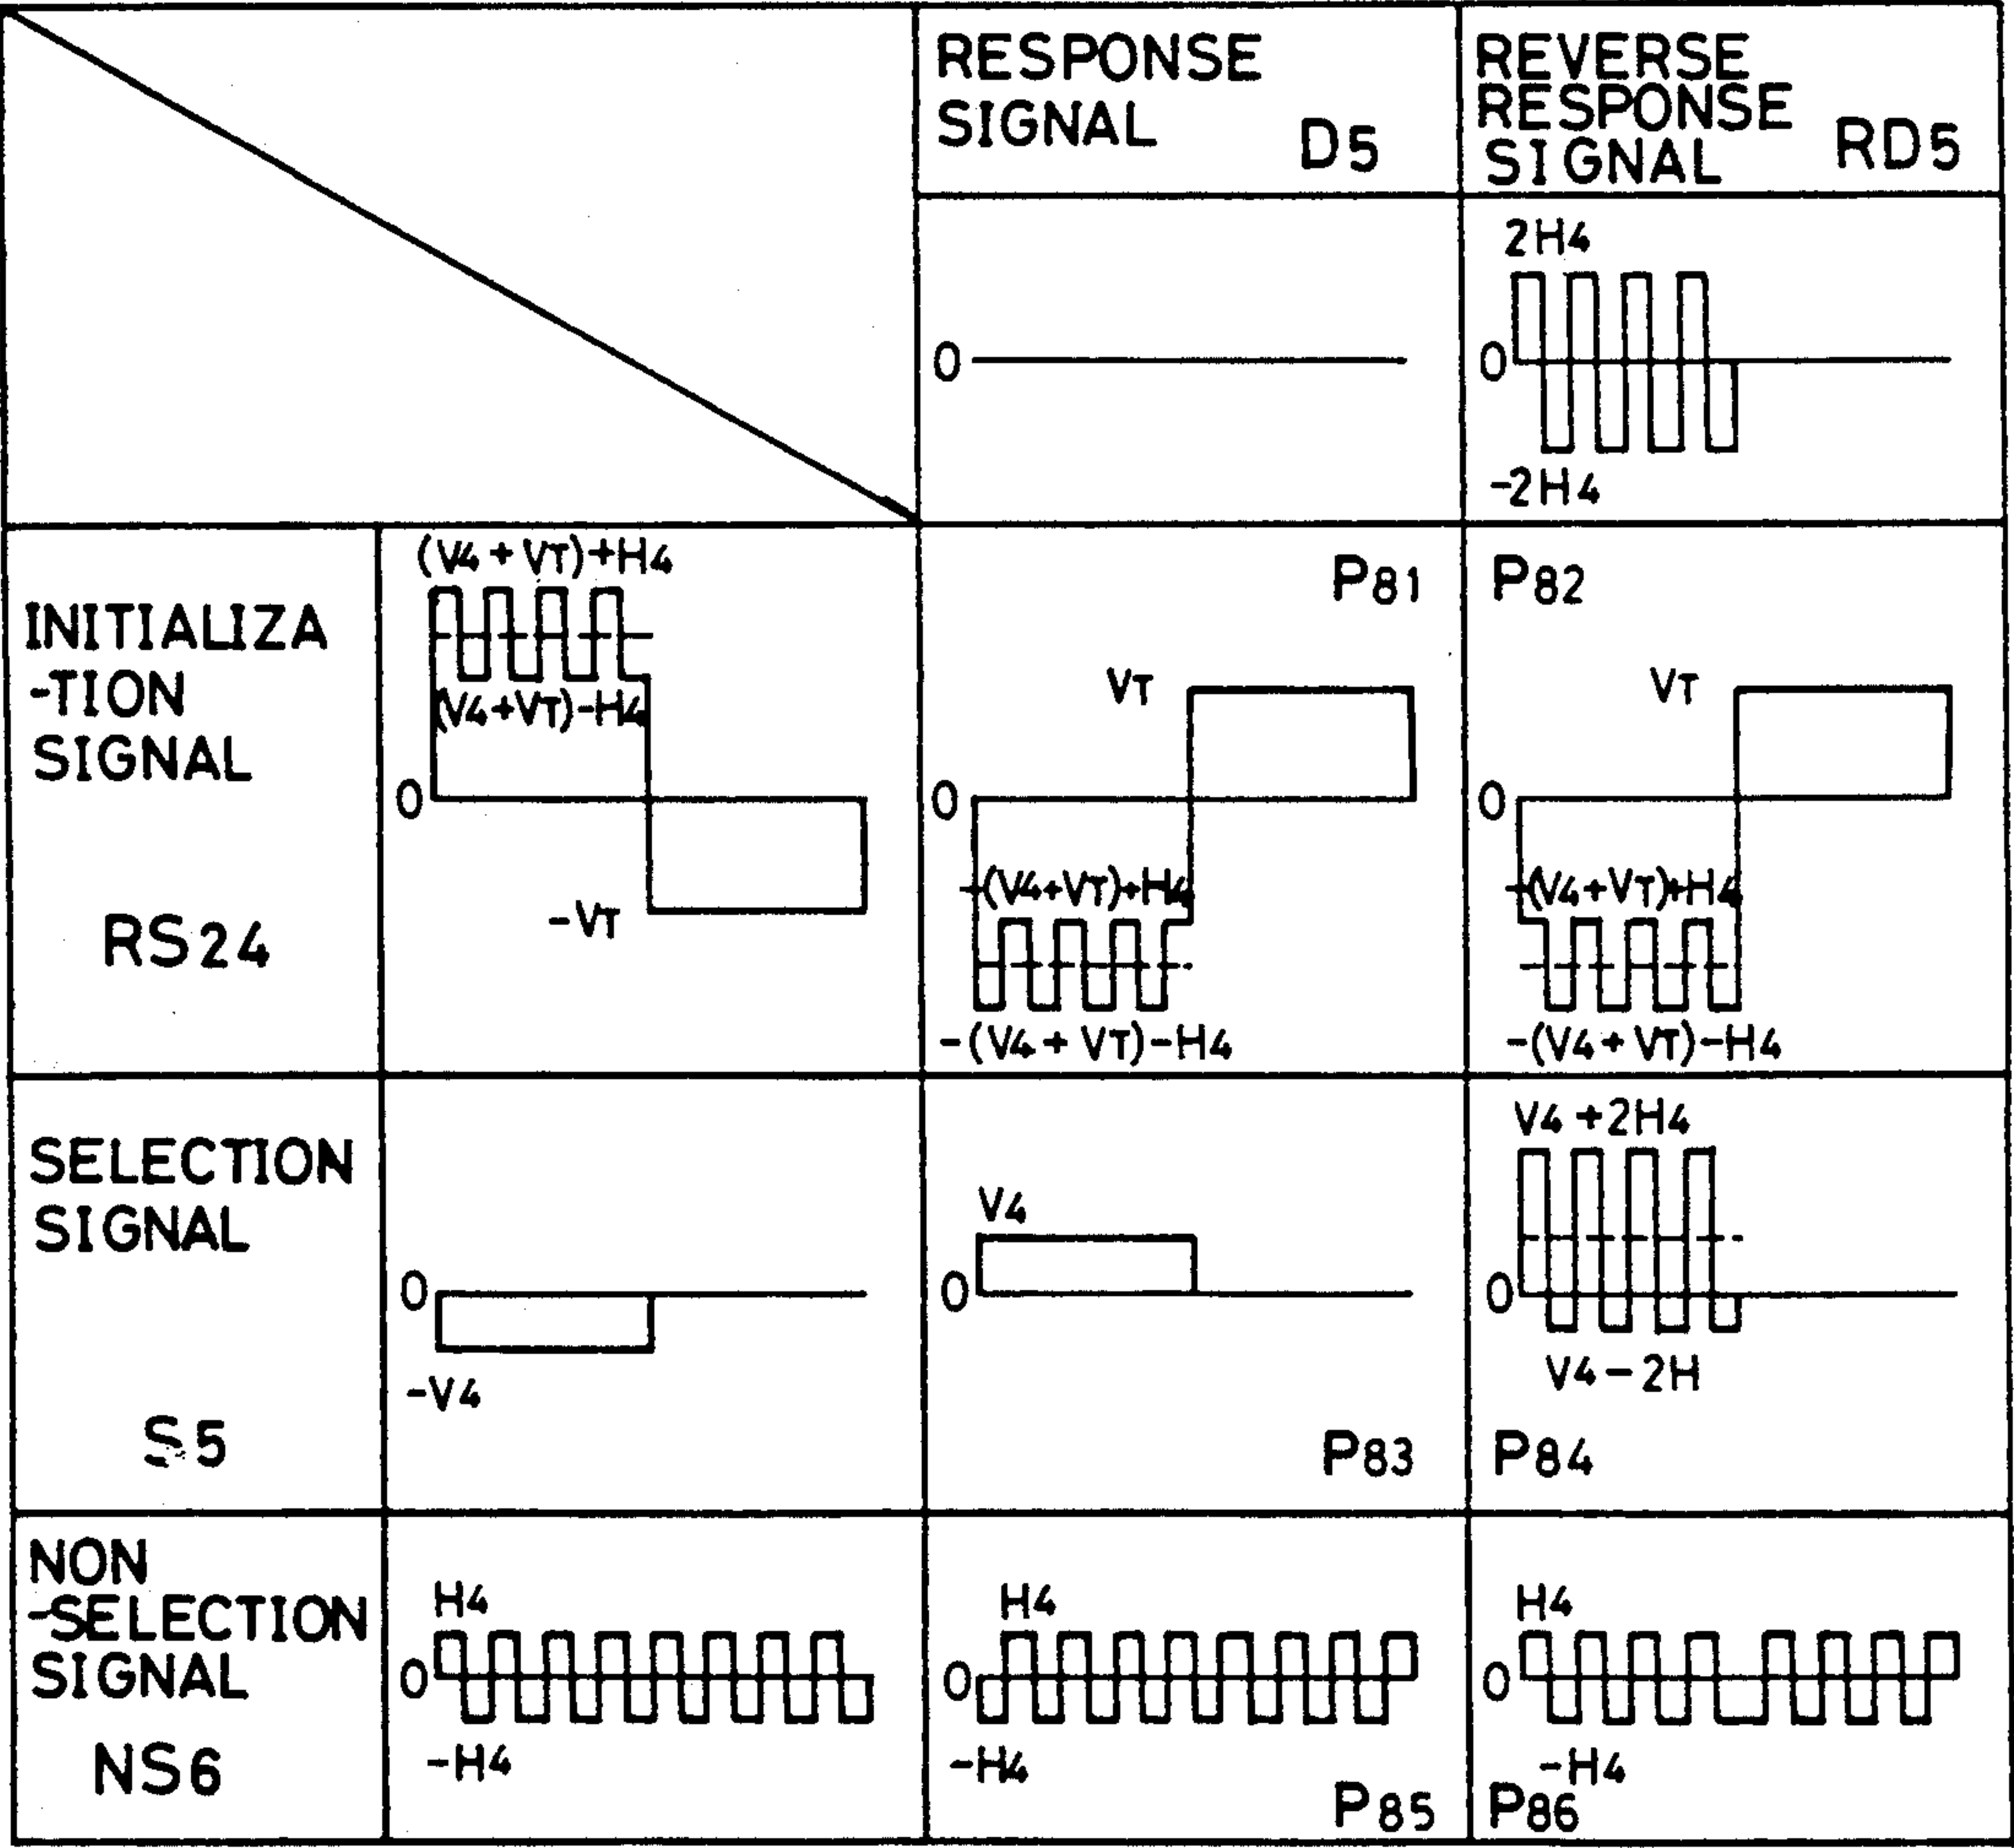 RESPONSE
SIGNAL D5
REVERSE
RESPONSE
SIGNAL RD5
0
2H4
0
-2H4
INITIALIZA
-TION
SIGNAL
RS24
(V4+VT)+H4
(V4+VT)-H4
0
-VT
P81
VT
0
-(V4+VT)+H4
-(V4+VT)-H4
P82
VT
0
-(V4+VT)+H4
-(V4+VT)-H4
SELECTION
SIGNAL
S5
0
-V4
V4
0
P83
V4+2H4
0
V4-2H
P84
NON
-SELECTION
SIGNAL
NS6
H4
0
-H4
H4
0
-H4
P85
H4
0
-H4
P86